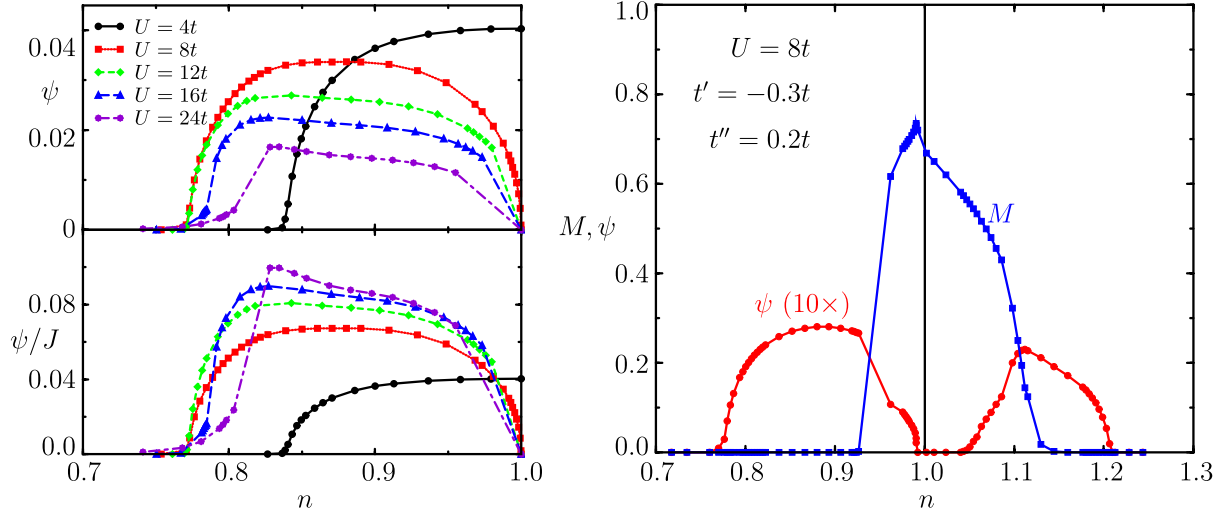 0.04
ψ
0.02
0
U = 4t
U = 8t
U = 12t
U = 16t
U = 24t
0.08
ψ/J
0.04
0.0
0.7
0.8
0.9
1.0
n
1.0
0.8
0.6
M, ψ
0.4
0.2
0.0
U = 8t
t′ = −0.3t
t″ = 0.2t
M
ψ (10×)
0.8
0.9
1.0
1.1
1.2
1.3
n